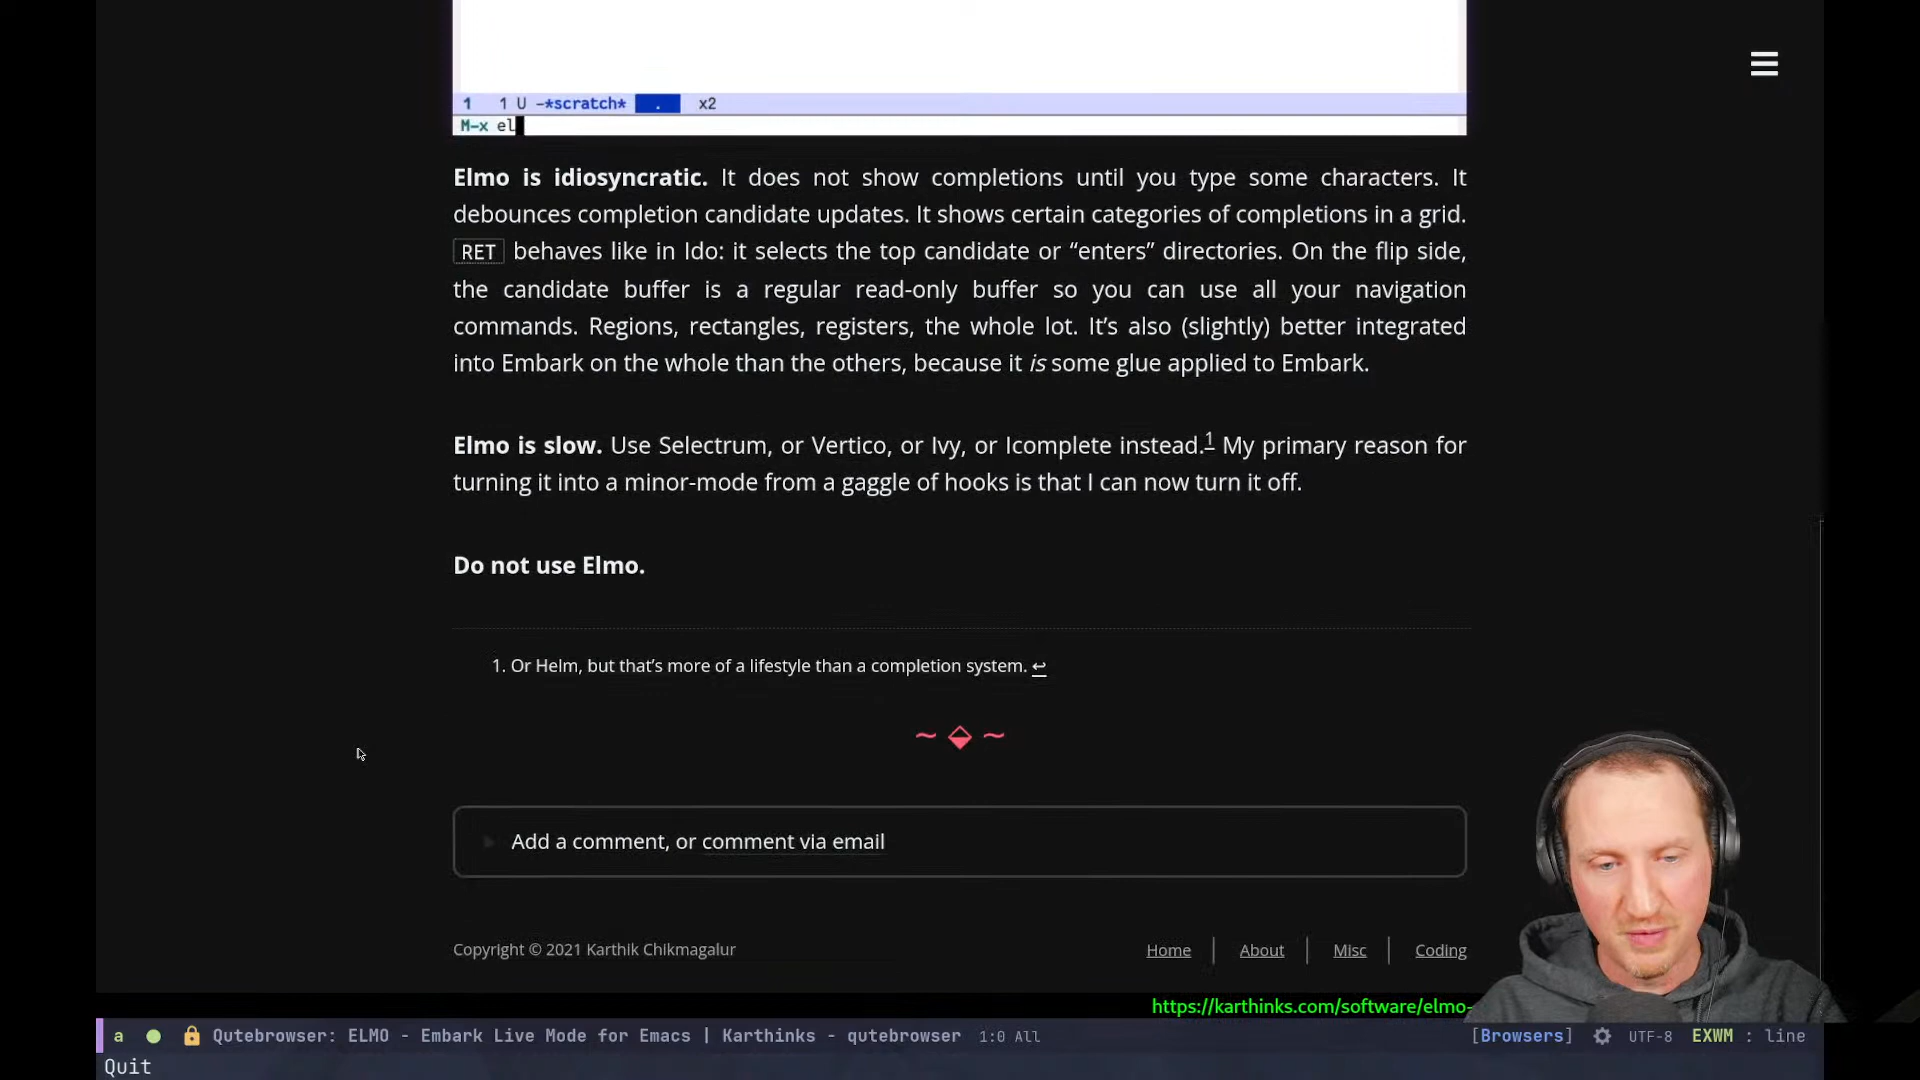 1 1 U -*scratch* . x2
M-x el
Elmo is idiosyncratic. It does not show completions until you type some characters. It
debounces completion candidate updates. It shows certain categories of completions in a grid.
RET behaves like in Ido: it selects the top candidate or “enters” directories. On the flip side,
the candidate buffer is a regular read-only buffer so you can use all your navigation
commands. Regions, rectangles, registers, the whole lot. It’s also (slightly) better integrated
into Embark on the whole than the others, because it is some glue applied to Embark.
Elmo is slow. Use Selectrum, or Vertico, or Ivy, or Icomplete instead.1 My primary reason for
turning it into a minor-mode from a gaggle of hooks is that I can now turn it off.
Do not use Elmo.
1. Or Helm, but that’s more of a lifestyle than a completion system. ↩
~ ~
Add a comment, or comment via email
Copyright © 2021 Karthik Chikmagalur
Home | About | Misc | Coding
https://karthinks.com/software/elmo-
a Qutebrowser: ELMO - Embark Live Mode for Emacs | Karthinks - qutebrowser 1:0 All [Browsers] UTF-8 EXWM : line
Quit